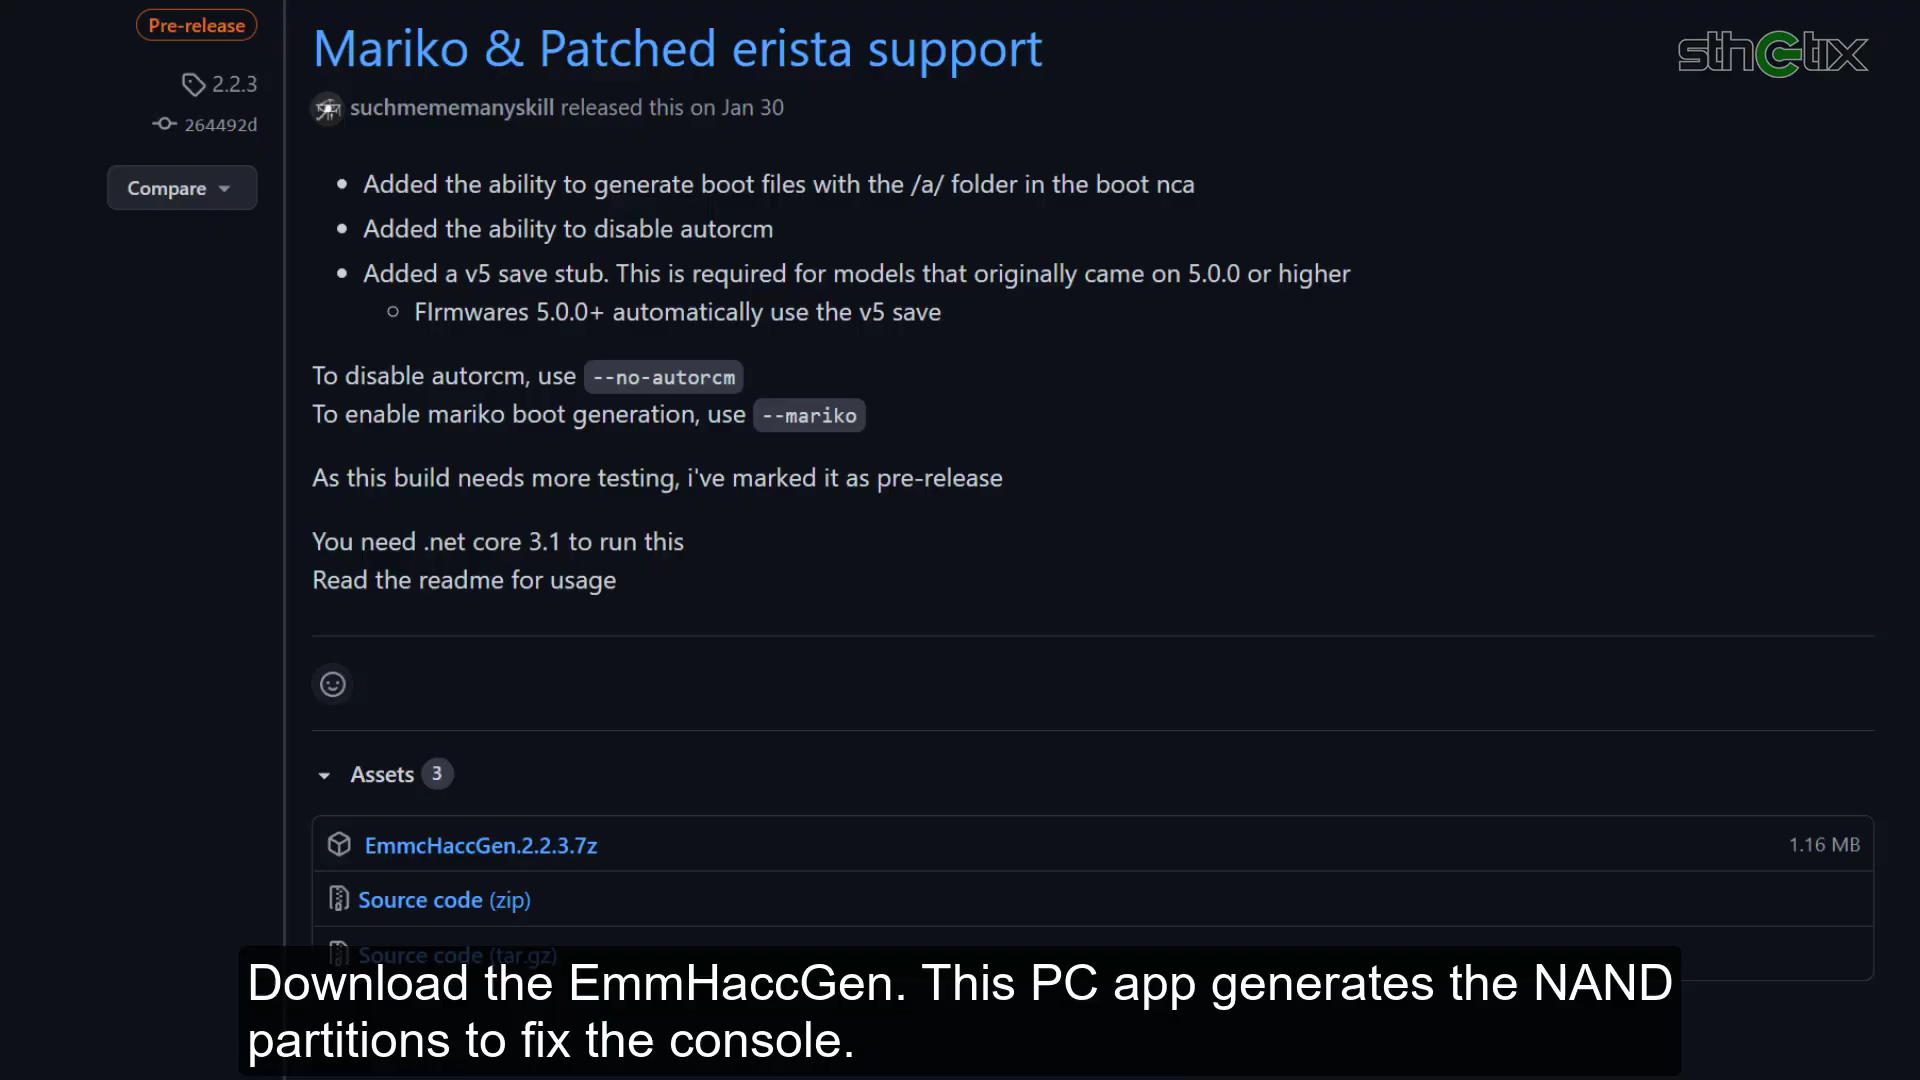 Pre-release
Mariko & Patched erista support
sthetix
2.2.3
suchmememanyskill released this on Jan 30
264492d
Compare
Added the ability to generate boot files with the /a/ folder in the boot nca
Added the ability to disable autorcm
Added a v5 save stub. This is required for models that originally came on 5.0.0 or higher
FIrmwares 5.0.0+ automatically use the v5 save
To disable autorcm, use --no-autorcm
To enable mariko boot generation, use --mariko
As this build needs more testing, i've marked it as pre-release
You need .net core 3.1 to run this
Read the readme for usage
Assets 3
EmmcHaccGen.2.2.3.7z 1.16 MB
Source code (zip)
Source code (tar.gz)
Download the EmmHaccGen. This PC app generates the NAND
partitions to fix the console.